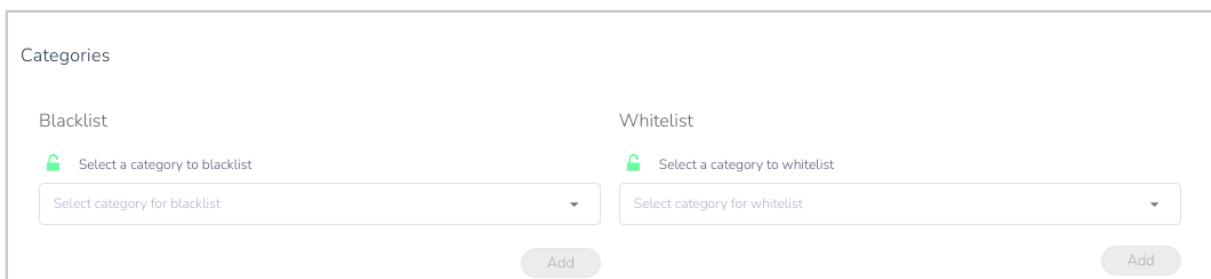 Categories
Blacklist
Select a category to blacklist
Select category for blacklist
Add
Whitelist
Select a category to whitelist
Select category for whitelist
Add